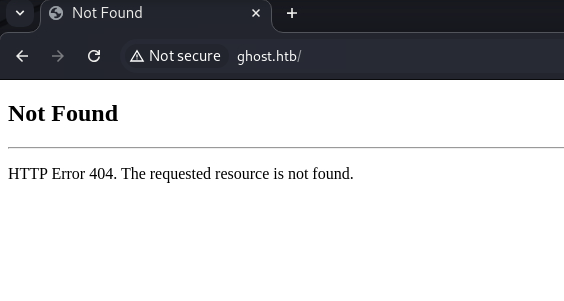 Not Found
Not secure ghost.htb/
Not Found
HTTP Error 404. The requested resource is not found.